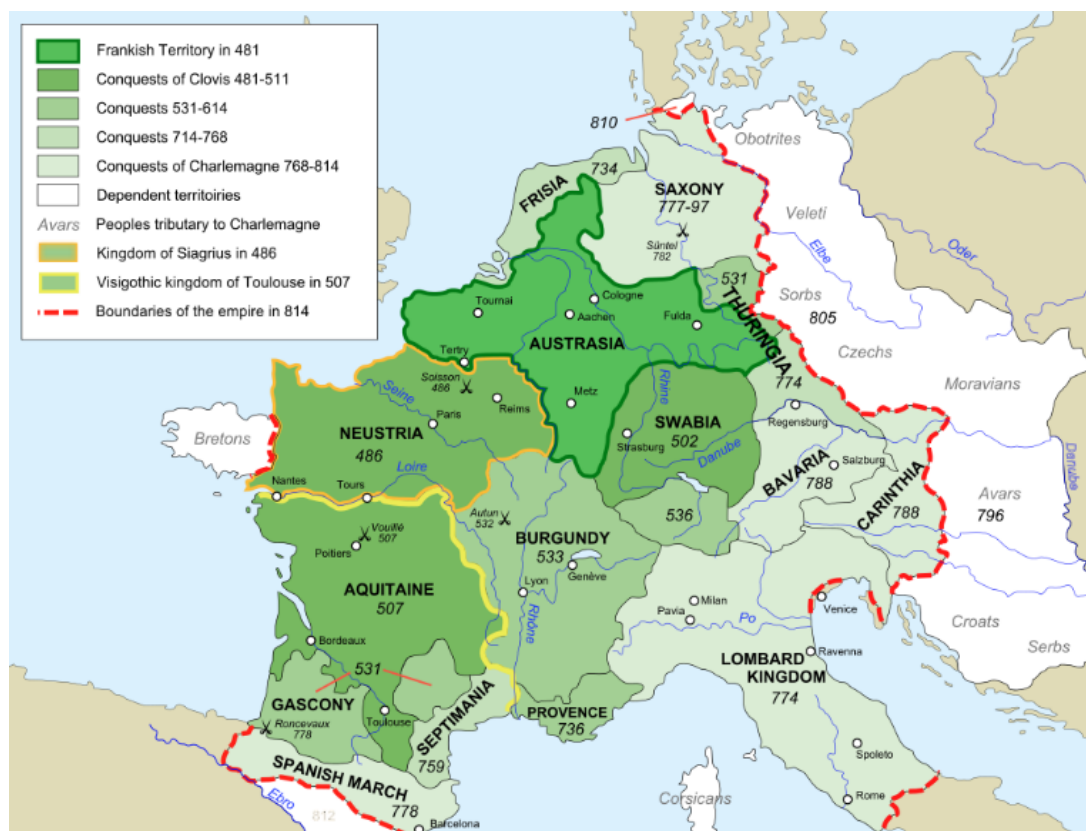 Frankish Territory in 481
Conquests of Clovis 481-511
Conquests 531-614
Conquests 714-768
Conquests of Charlemagne 768-814
Dependent territoiries
Avars Peoples tributary to Charlemagne
Kingdom of Siagrius in 486
Visigothic kingdom of Toulouse in 507
Boundaries of the empire in 814
810
Obotrites
734
FRISIA
SAXONY
777-97
Veleti
Süntel
782
Elbe
Oder
531
THURINGIA
Sorbs
805
Tournai
Cologne
Aachen
Fulda
AUSTRASIA
Czechs
Tertry
Soisson
486
Rhine
774
Moravians
Seine
Metz
Reims
Paris
SWABIA
502
Regensburg
Bretons
NEUSTRIA
486
Strasburg
Danube
Danube
BAVARIA
788
Salzburg
Loire
Nantes
Tours
CARINTHIA
788
Avars
796
Autun
532
536
Vouillé
507
Poitiers
BURGUNDY
533
Genève
AQUITAINE
507
Lyon
Rhône
Milan
Pavia
Po
Venice
Croats
Serbs
Bordeaux
Ravenna
LOMBARD
KINGDOM
774
531
GASCONY
Toulouse
SEPTIMANIA
759
PROVENCE
736
Roncevaux
778
Spoleto
SPANISH MARCH
778
Ebro
812
Barcelona
Corsicans
Rome